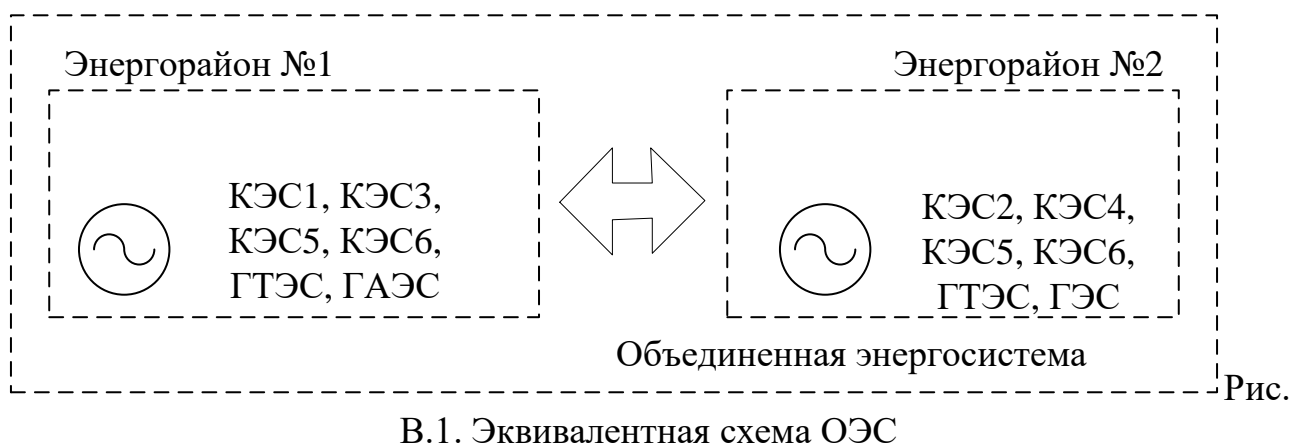 Энергорайон №1
Энергорайон №2
КЭС1, КЭС3,
КЭС5, КЭС6,
ГТЭС, ГАЭС
КЭС2, КЭС4,
КЭС5, КЭС6,
ГТЭС, ГЭС
Объединенная энергосистема
Рис.
В.1. Эквивалентная схема ОЭС